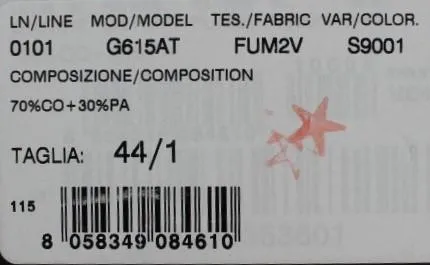 LN/LINE MOD/MODEL TES./FABRIC VAR/COLOR.
0101 G615AT FUM2V S9001
COMPOSIZIONE/COMPOSITION
70%CO+30%PA
TAGLIA: 44/1
115
8 058349 084610